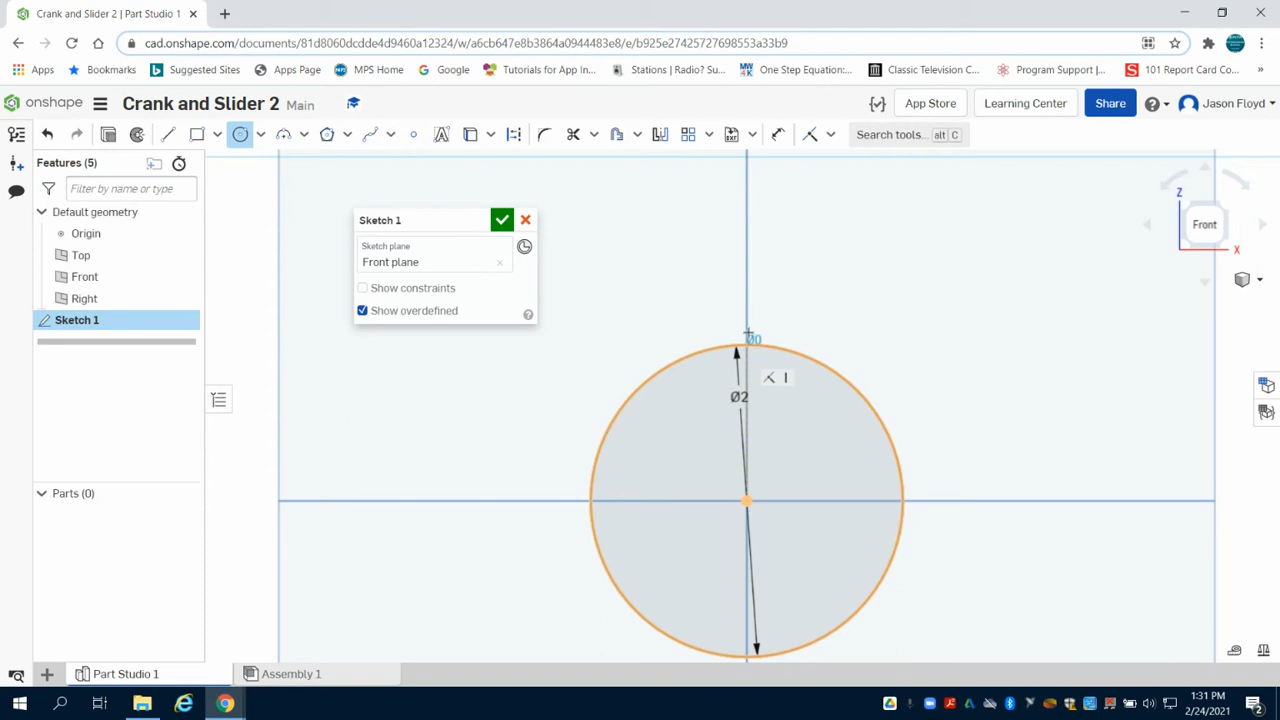 Crank and Slider 2 | Part Studio 1
cad.onshape.com/documents/81d8060dcdde4d9460a12324/w/a6cb647e8b3864a0944483e8/e/b925e27425727698553a33b9
Apps Bookmarks Suggested Sites Apps Page MPS Home Google Tutorials for App In... Stations | Radio? Su... One Step Equation:... Classic Television C... Program Support |... 101 Report Card Co... »
onshape Crank and Slider 2 Main App Store Learning Center Share Jason Floyd
Search tools... alt C
Features (5)
Filter by name or type
Default geometry
Origin
Top
Front
Right
Sketch 1
Parts (0)
Sketch 1
Sketch plane
Front plane
Show constraints
Show overdefined
Z
Front
X
Ø0
Ø2
Part Studio 1 Assembly 1
1:31 PM
2/24/2021
2